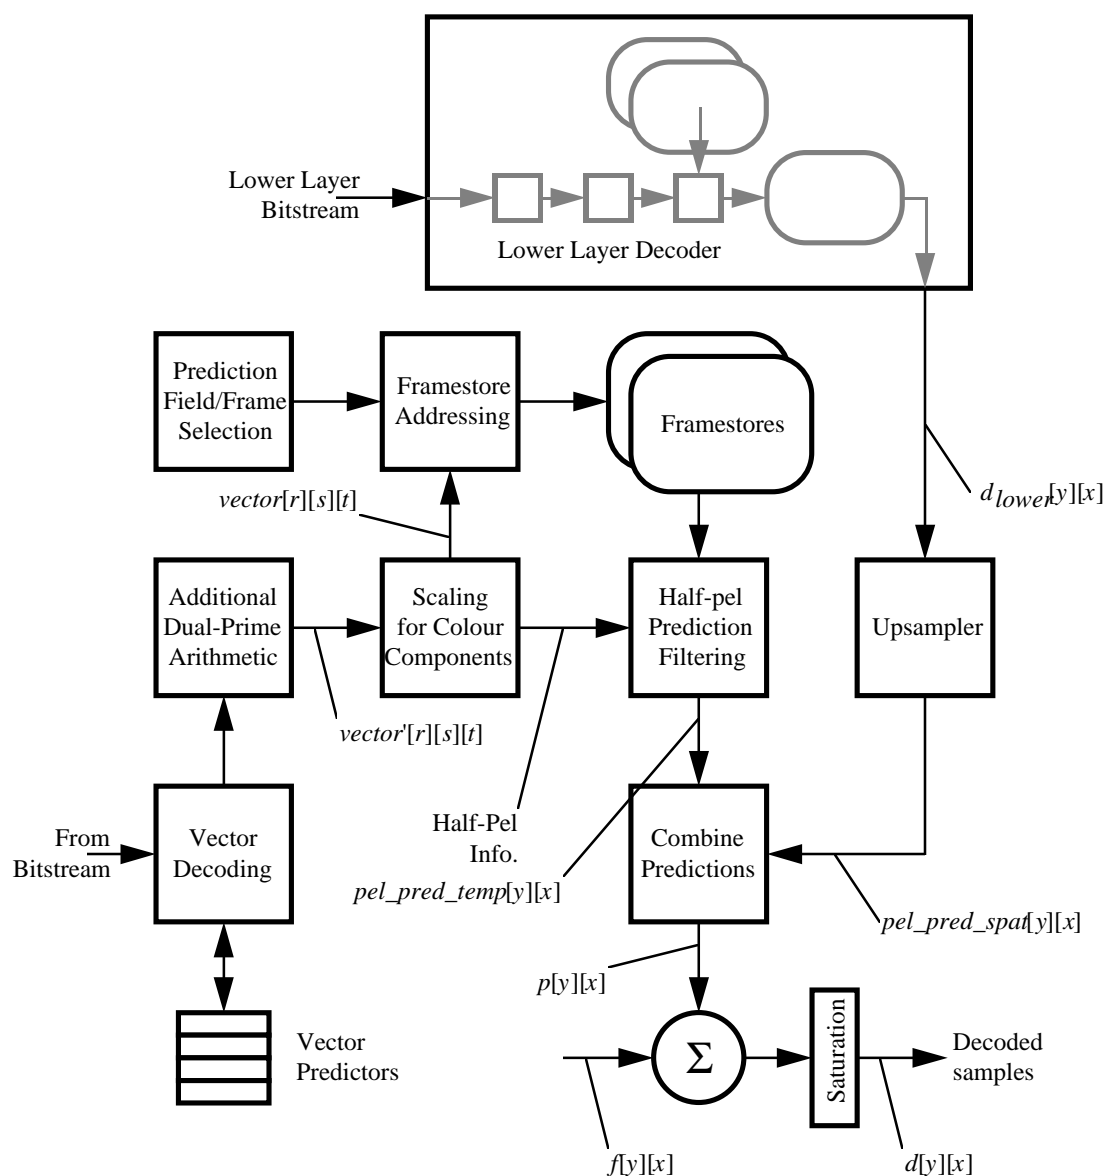 Lower Layer
Bitstream
Lower Layer Decoder
Prediction
Field/Frame
Selection
Framestore
Addressing
Framestores
vector[r][s][t]
d lower[y][x]
Additional
Dual-Prime
Arithmetic
Scaling
for Colour
Components
Half-pel
Prediction
Filtering
Upsampler
vector'[r][s][t]
From
Bitstream
Vector
Decoding
Half-Pel
Info.
Combine
Predictions
pel_pred_temp[y][x]
pel_pred_spat[y][x]
p[y][x]
Vector
Predictors
Σ
Saturation
Decoded
samples
f[y][x]
d[y][x]